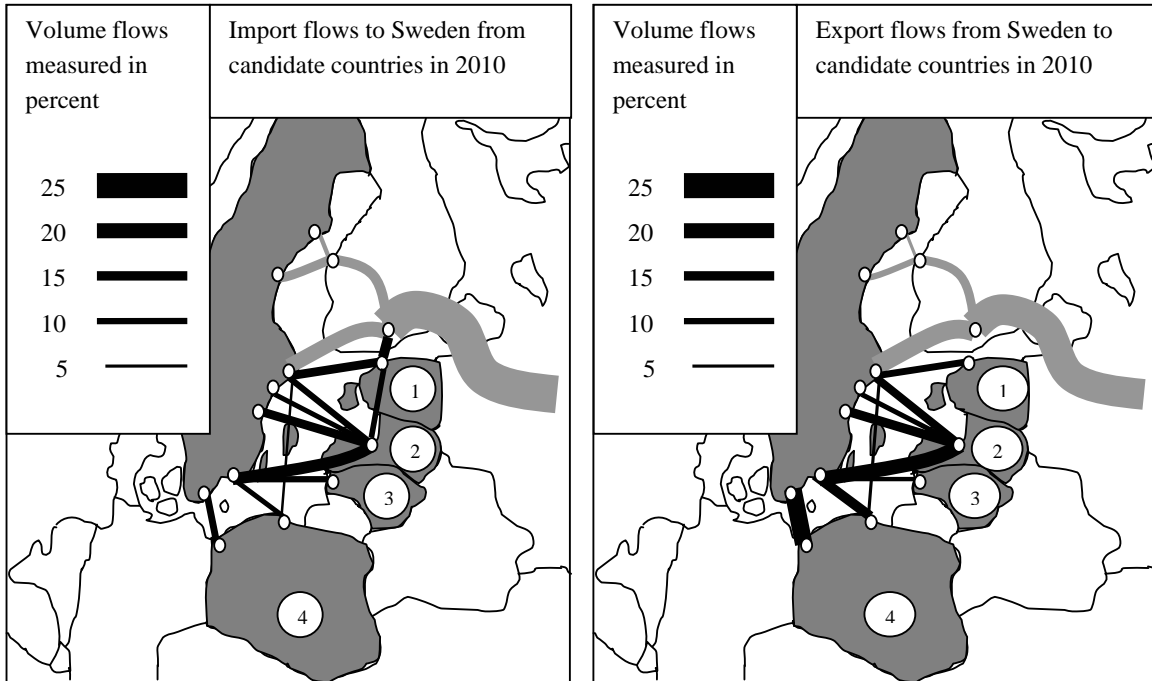 Volume flows
measured in
percent
25
20
15
10
5
Import flows to Sweden from
candidate countries in 2010
1
2
3
4
Volume flows
measured in
percent
25
20
15
10
5
Export flows from Sweden to
candidate countries in 2010
1
2
3
4